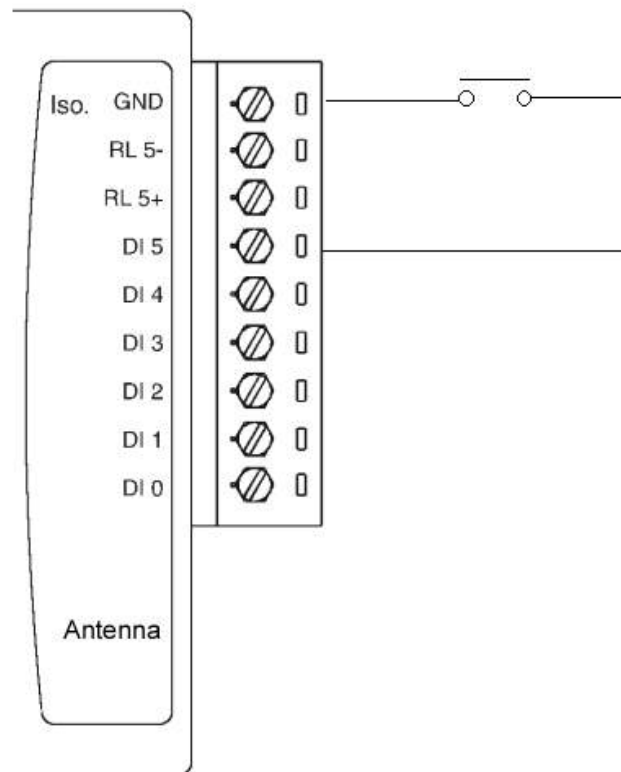 Iso. GND
RL 5-
RL 5+
DI 5
DI 4
DI 3
DI 2
DI 1
DI 0
Antenna